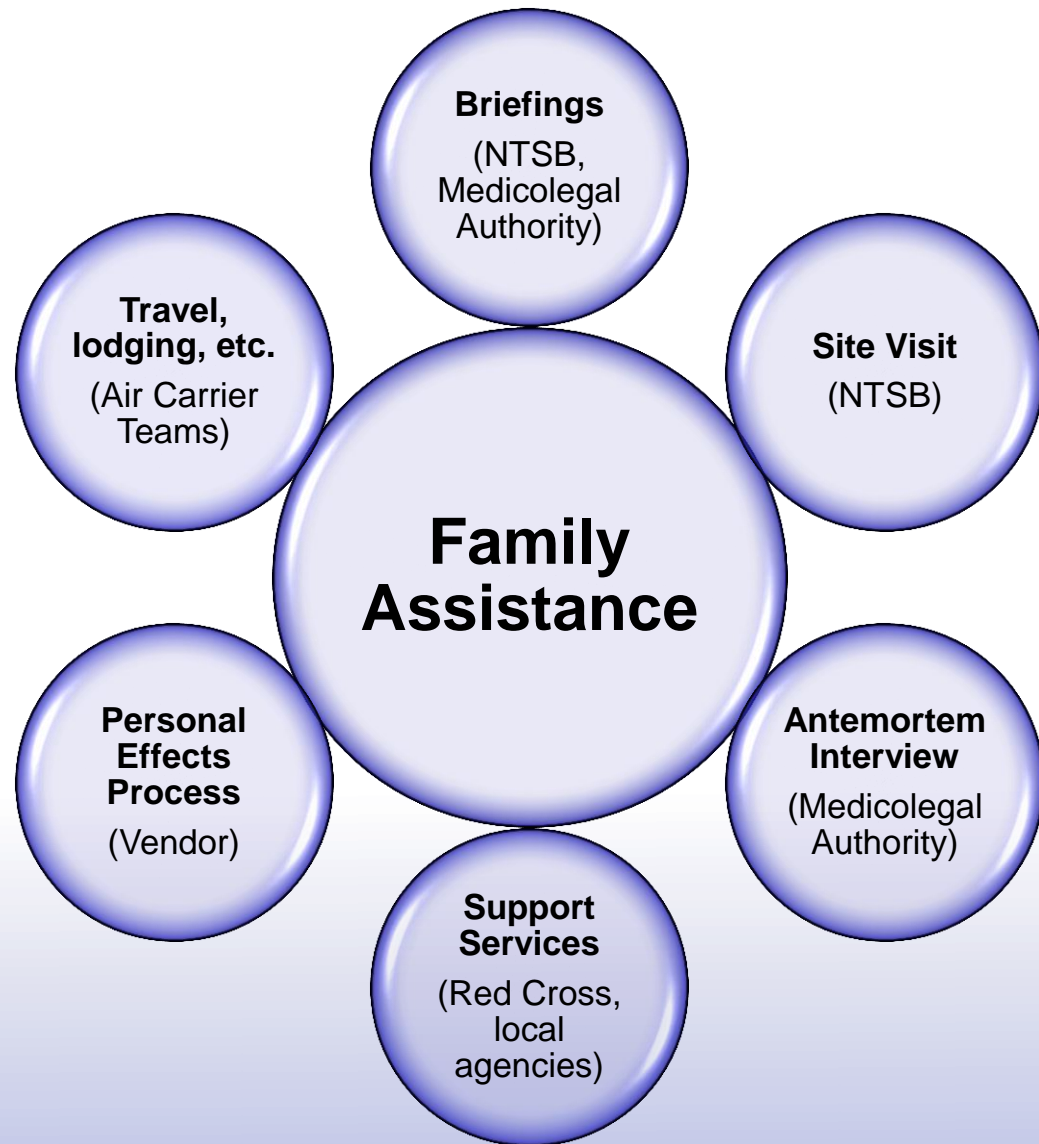 Briefings
(NTSB,
Medicolegal
Authority)
Travel,
lodging, etc.
(Air Carrier
Teams)
Site Visit
(NTSB)
Family
Assistance
Personal
Effects
Process
(Vendor)
Antemortem
Interview
(Medicolegal
Authority)
Support
Services
(Red Cross,
local
agencies)